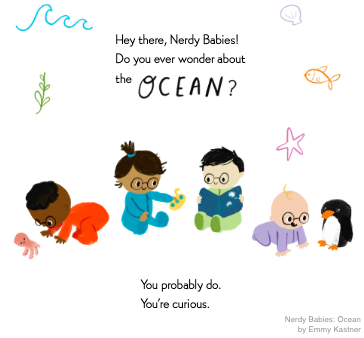 Hey there, Nerdy Babies!
Do you ever wonder about
the OCEAN?
You probably do.
You're curious.
Nerdy Babies: Ocean
by Emmy Kastner